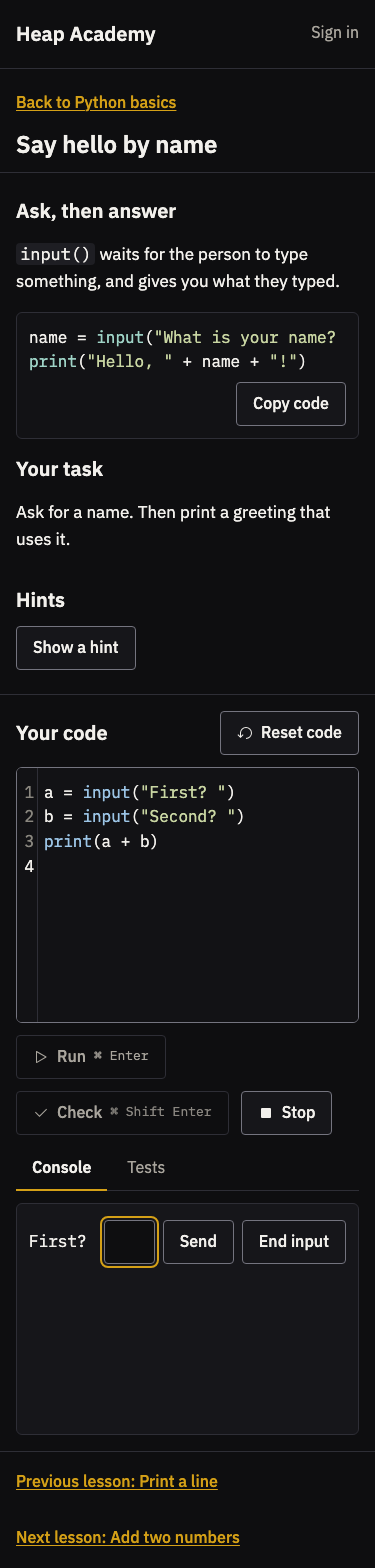 Heap Academy
Sign in
Back to Python basics
Say hello by name
Ask, then answer
input() waits for the person to type
something, and gives you what they typed.
name = input("What is your name?
print("Hello, " + name + "!")
Copy code
Your task
Ask for a name. Then print a greeting that
uses it.
Hints
Show a hint
Your code
Reset code
1 a = input("First? ")
2 b = input("Second? ")
3 print(a + b)
4
Run ⌘ Enter
Check ⌘ Shift Enter
Stop
Console
Tests
First?
Send
End input
Previous lesson: Print a line
Next lesson: Add two numbers